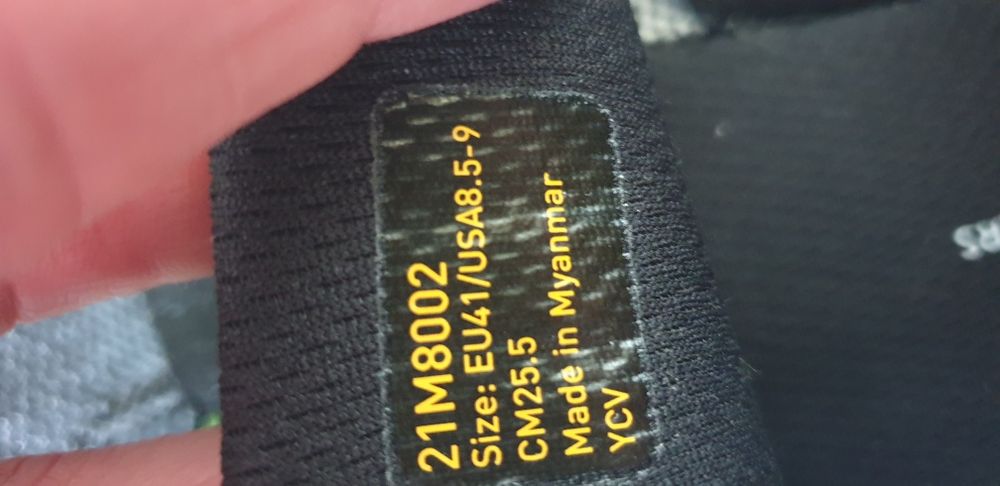 21M8002
Size: EU41/USA8.5-9
CM25.5
Made in Myanmar
YCV